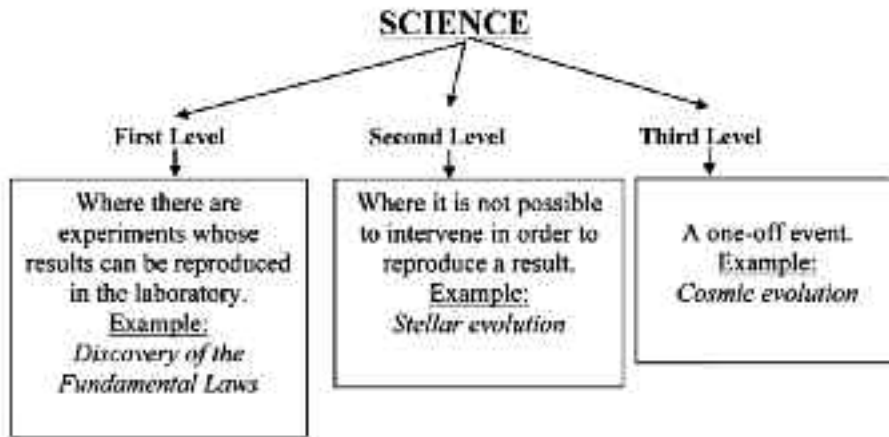 SCIENCE
First Level
Second Level
Third Level
Where there are
experiments whose
results can be reproduced
in the laboratory.
Example:
Discovery of the
Fundamental Laws
Where it is not possible
to intervene in order to
reproduce a result.
Example:
Stellar evolution
A one-off event.
Example:
Cosmic evolution